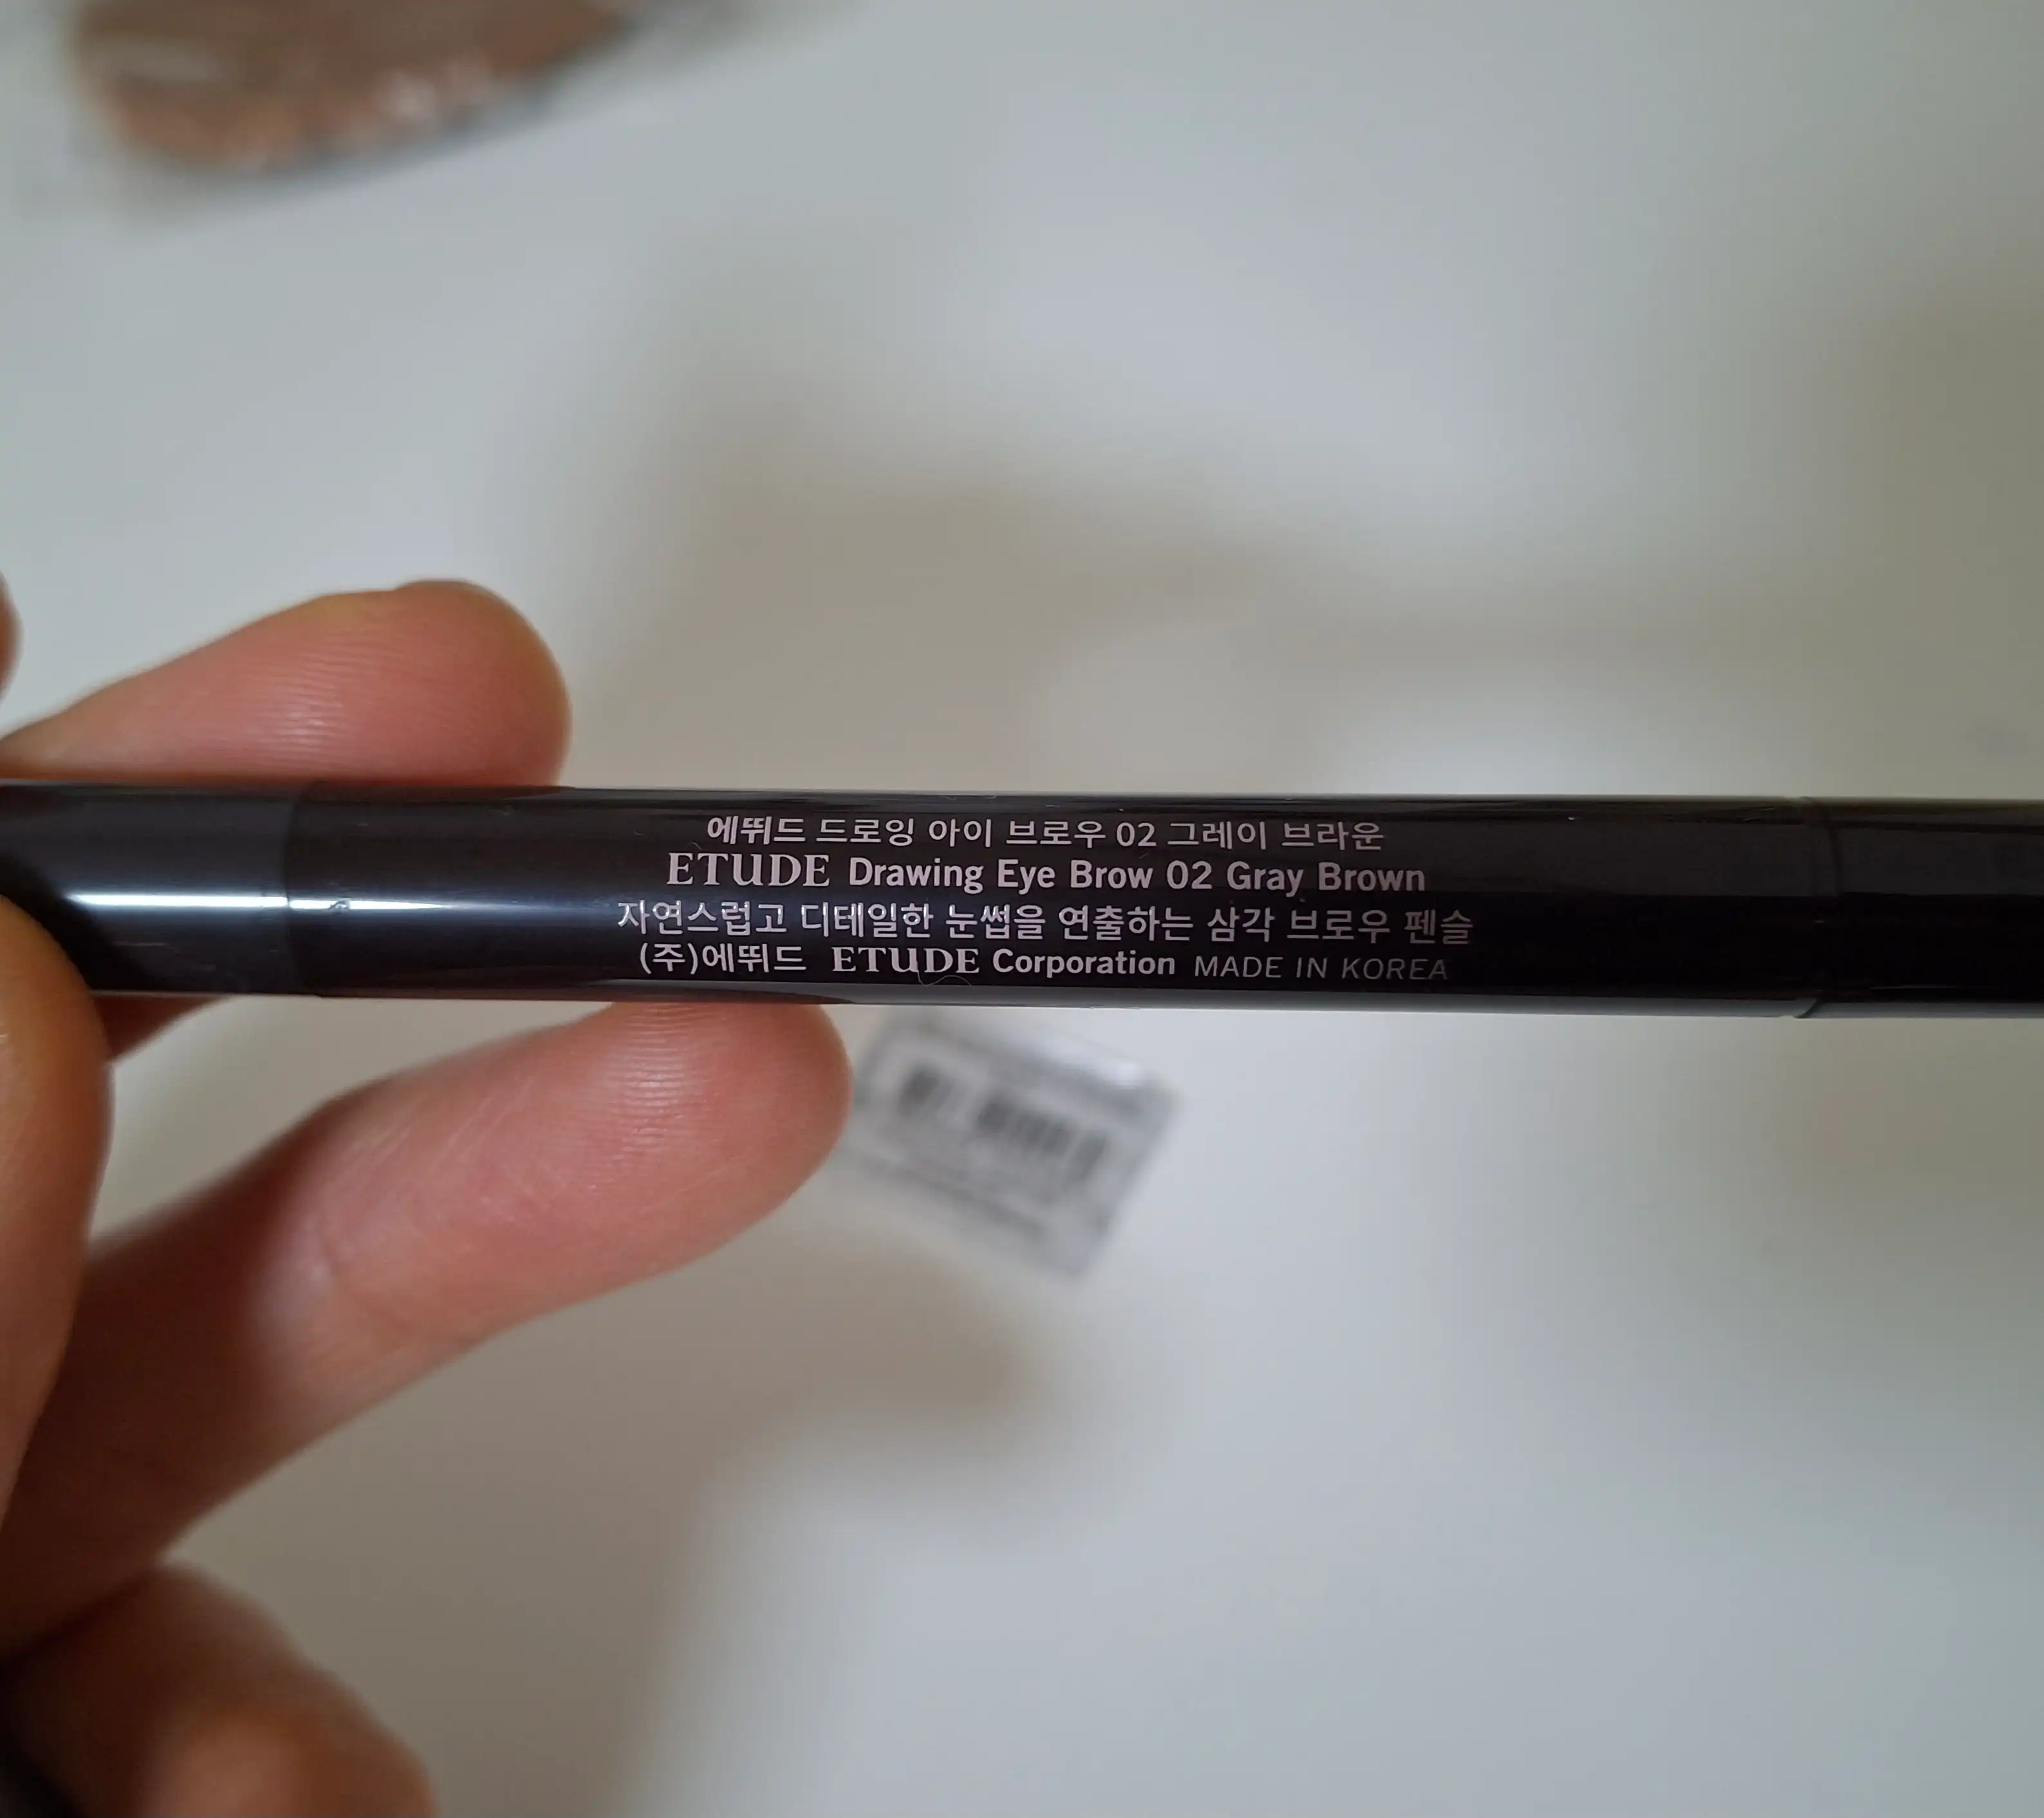 에뛰드 드로잉 아이 브로우 02 그레이 브라운
ETUDE Drawing Eye Brow 02 Gray Brown
자연스럽고 디테일한 눈썹을 연출하는 삼각 브로우 펜슬
(주)에뛰드 ETUDE Corporation MADE IN KOREA